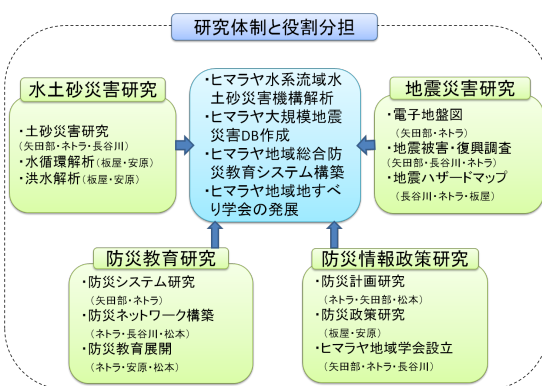 研究体制と役割分担
水土砂災害研究
・土砂災害研究
(矢田部・ネトラ・長谷川)
・水循環解析(板屋・安原)
・洪水解析(板屋・安原)
・ヒマラヤ水系流域水
土砂災害機構解析
・ヒマラヤ大規模地震
災害DB作成
・ヒマラヤ地域総合防
災教育システム構築
・ヒマラヤ地域地すべ
り学会の発展
地震災害研究
・電子地盤図
(矢田部・ネトラ)
・地震被害・復興調査
(矢田部・長谷川・ネトラ)
・地震ハザードマップ
(長谷川・ネトラ・板屋)
防災教育研究
・防災システム研究
(矢田部・ネトラ)
・防災ネットワーク構築
(ネトラ・長谷川・松本)
・防災教育展開
(ネトラ・安原・松本)
防災情報政策研究
・防災計画研究
(ネトラ・矢田部・松本)
・防災政策研究
(板屋・安原)
・ヒマラヤ地域学会設立
(矢田部・ネトラ・長谷川)